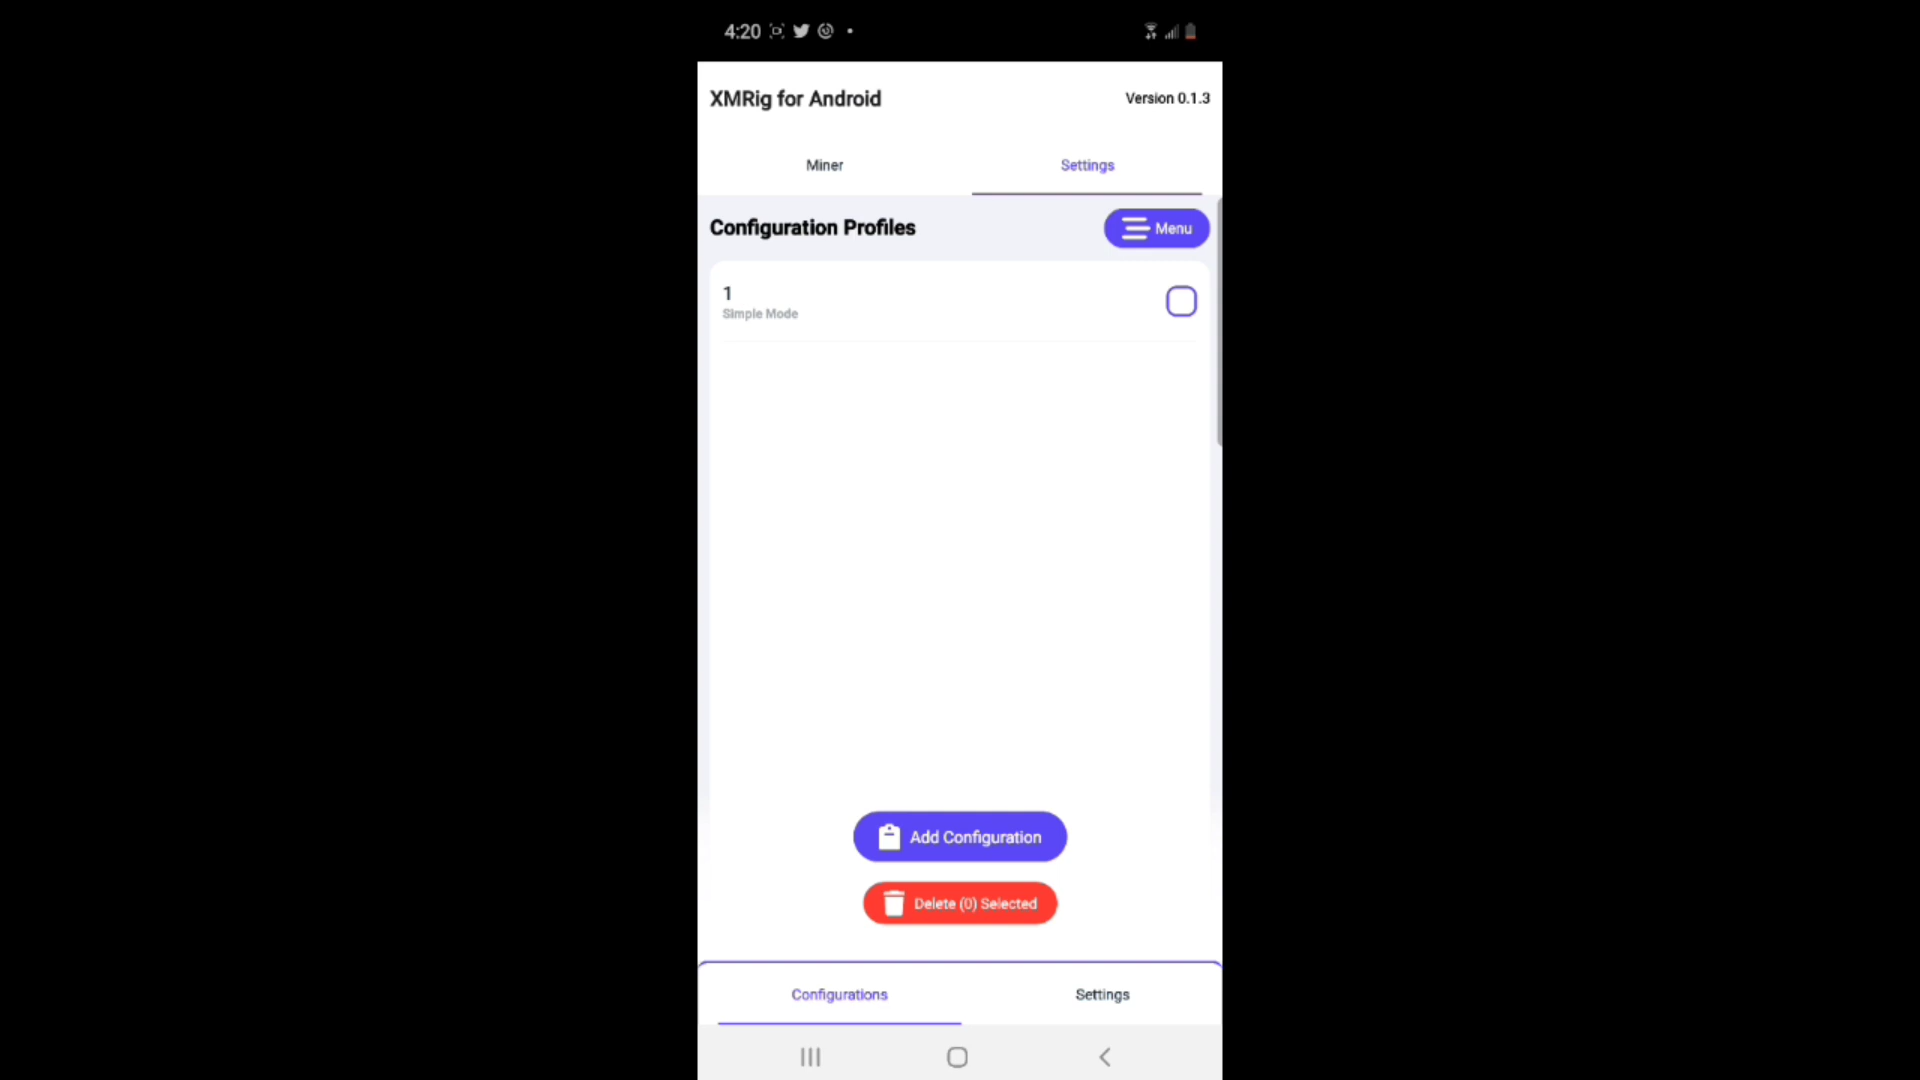 4:20
XMRig for Android
Version 0.1.3
Miner
Settings
Configuration Profiles
Menu
1
Simple Mode
Add Configuration
Delete (0) Selected
Configurations
Settings